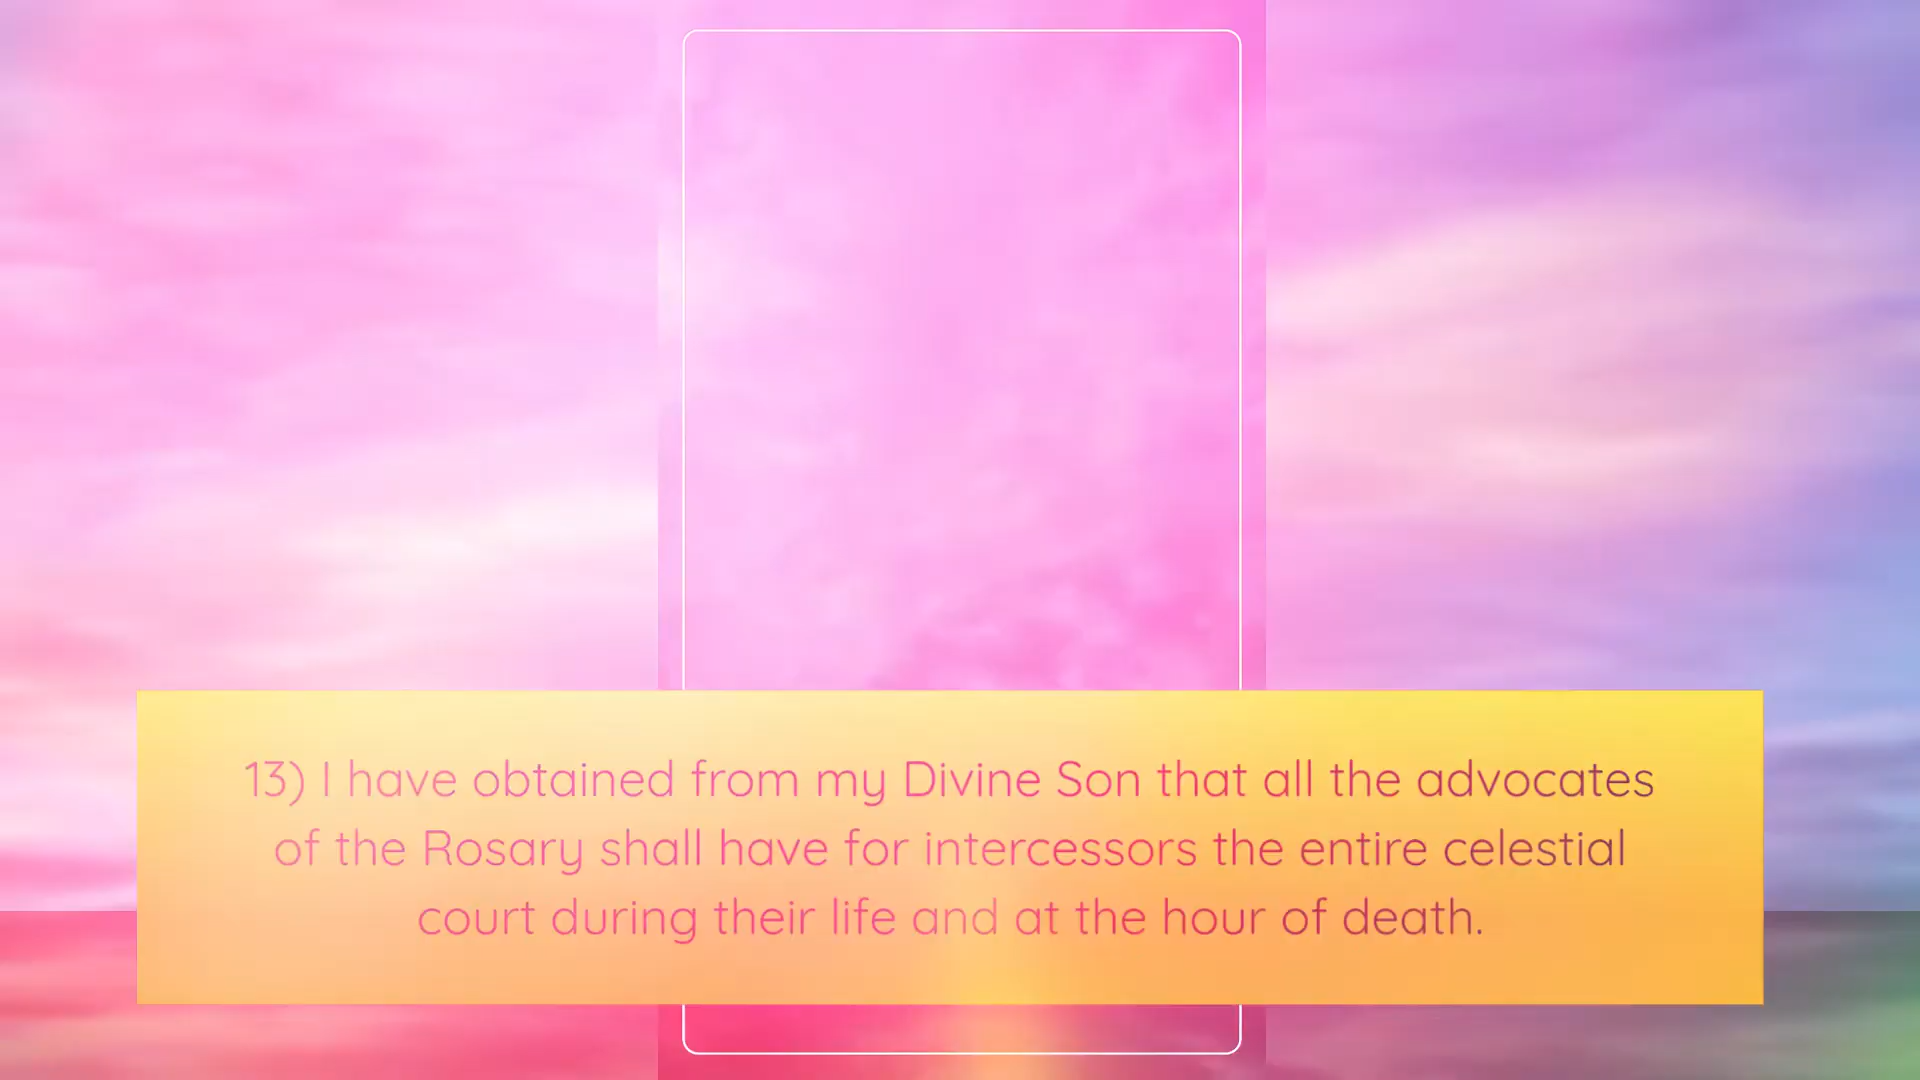 13) I have obtained from my Divine Son that all the advocates
of the Rosary shall have for intercessors the entire celestial
court during their life and at the hour of death.